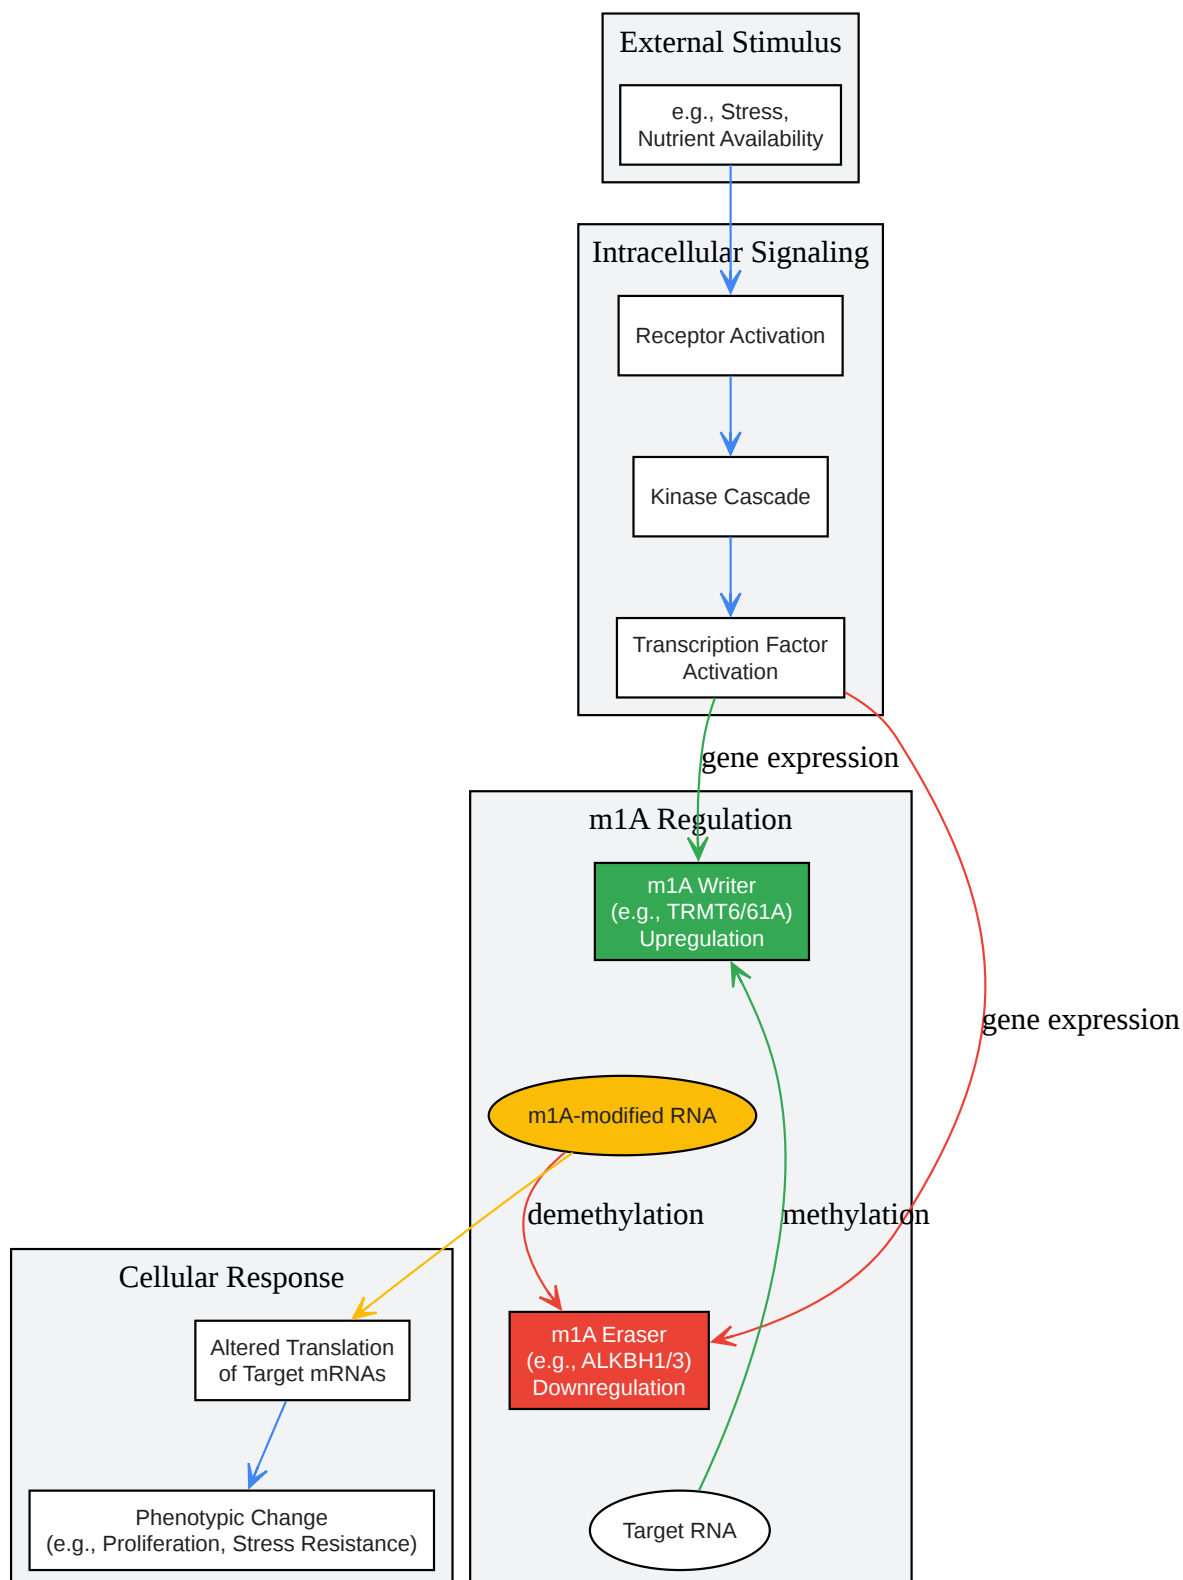 External Stimulus
e.g., Stress,
Nutrient Availability
Intracellular Signaling
Receptor Activation
Kinase Cascade
Transcription Factor
Activation
gene expression
m1A Regulation
m1A Writer
(e.g., TRMT6/61A)
Upregulation
gene expression
m1A-modified RNA
demethylation
methylation
Cellular Response
Altered Translation
of Target mRNAs
m1A Eraser
(e.g., ALKBH1/3)
Downregulation
Phenotypic Change
(e.g., Proliferation, Stress Resistance)
Target RNA